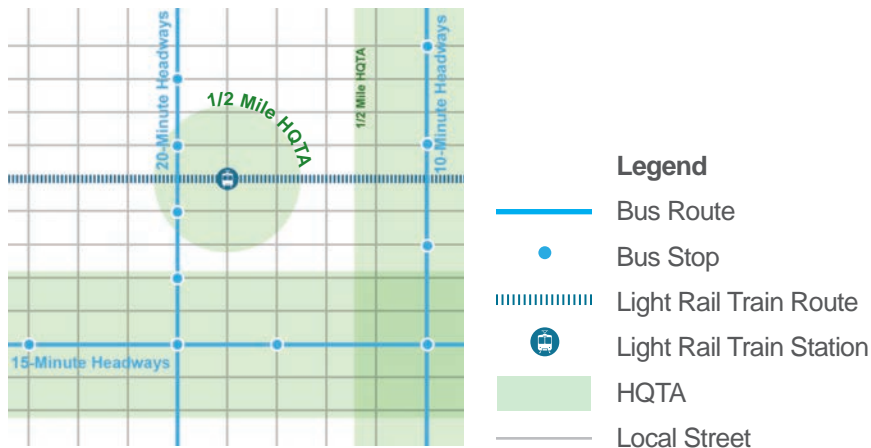 20-Minute Headways
1/2 Mile HQTA
1/2 Mile HQTA
10-Minute Headways
15-Minute Headways
Legend
Bus Route
Bus Stop
Light Rail Train Route
Light Rail Train Station
HQTA
Local Street